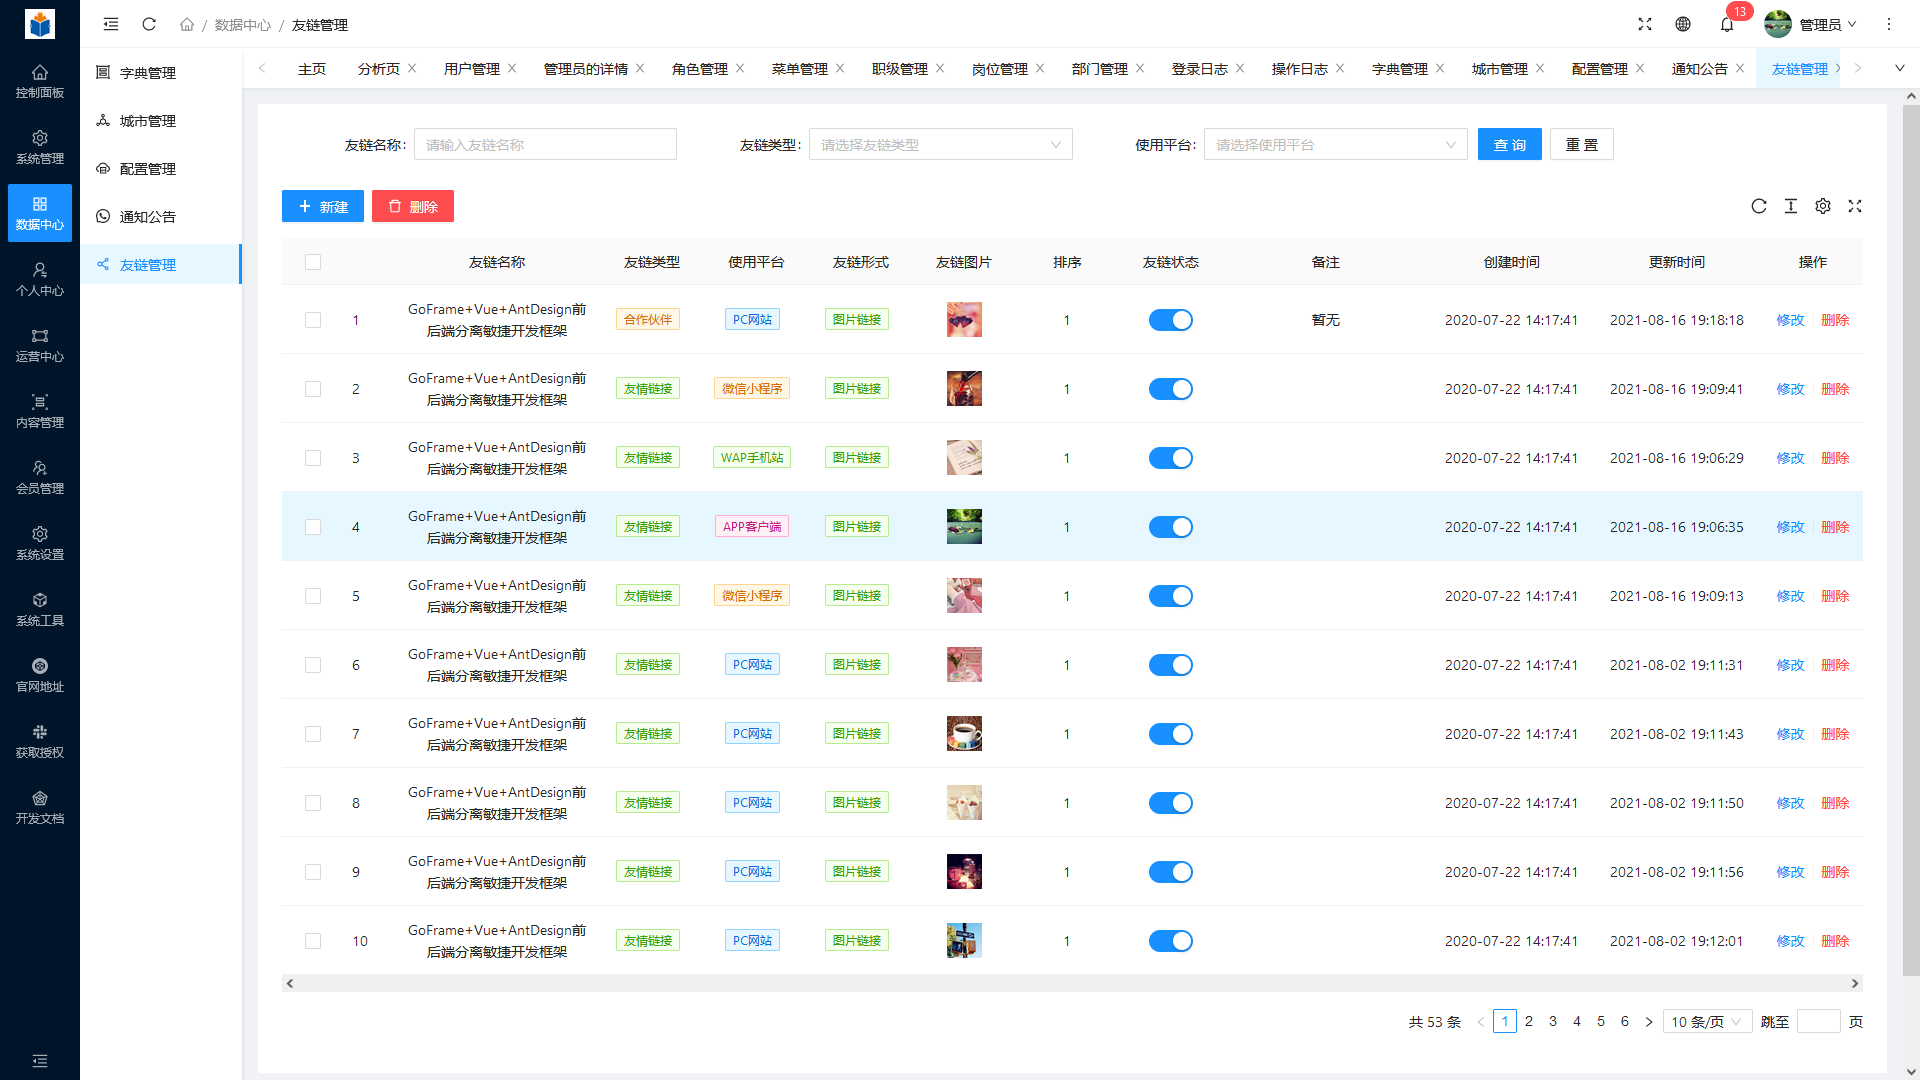 数据中心 / 友链管理
13
管理员
控制面板
系统管理
数据中心
个人中心
运营中心
内容管理
会员管理
系统设置
系统工具
官网地址
获取授权
开发文档
字典管理
城市管理
配置管理
通知公告
友链管理
主页 分析页 用户管理 管理员的详情 角色管理 菜单管理 职级管理 岗位管理 部门管理 登录日志 操作日志 字典管理 城市管理 配置管理 通知公告 友链管理
友链名称: 请输入友链名称 友链类型: 请选择友链类型 使用平台: 请选择使用平台 查 询 重 置
新建 删除
友链名称 友链类型 使用平台 友链形式 友链图片 排序 友链状态 备注 创建时间 更新时间 操作
1 GoFrame+Vue+AntDesign前
后端分离敏捷开发框架 合作伙伴 PC网站 图片链接 1 暂无 2020-07-22 14:17:41 2021-08-16 19:18:18 修改 删除
2 GoFrame+Vue+AntDesign前
后端分离敏捷开发框架 友情链接 微信小程序 图片链接 1 2020-07-22 14:17:41 2021-08-16 19:09:41 修改 删除
3 GoFrame+Vue+AntDesign前
后端分离敏捷开发框架 友情链接 WAP手机站 图片链接 1 2020-07-22 14:17:41 2021-08-16 19:06:29 修改 删除
4 GoFrame+Vue+AntDesign前
后端分离敏捷开发框架 友情链接 APP客户端 图片链接 1 2020-07-22 14:17:41 2021-08-16 19:06:35 修改 删除
5 GoFrame+Vue+AntDesign前
后端分离敏捷开发框架 友情链接 微信小程序 图片链接 1 2020-07-22 14:17:41 2021-08-16 19:09:13 修改 删除
6 GoFrame+Vue+AntDesign前
后端分离敏捷开发框架 友情链接 PC网站 图片链接 1 2020-07-22 14:17:41 2021-08-02 19:11:31 修改 删除
7 GoFrame+Vue+AntDesign前
后端分离敏捷开发框架 友情链接 PC网站 图片链接 1 2020-07-22 14:17:41 2021-08-02 19:11:43 修改 删除
8 GoFrame+Vue+AntDesign前
后端分离敏捷开发框架 友情链接 PC网站 图片链接 1 2020-07-22 14:17:41 2021-08-02 19:11:50 修改 删除
9 GoFrame+Vue+AntDesign前
后端分离敏捷开发框架 友情链接 PC网站 图片链接 1 2020-07-22 14:17:41 2021-08-02 19:11:56 修改 删除
10 GoFrame+Vue+AntDesign前
后端分离敏捷开发框架 友情链接 PC网站 图片链接 1 2020-07-22 14:17:41 2021-08-02 19:12:01 修改 删除
共 53 条 1 2 3 4 5 6 10 条/页 跳至 页